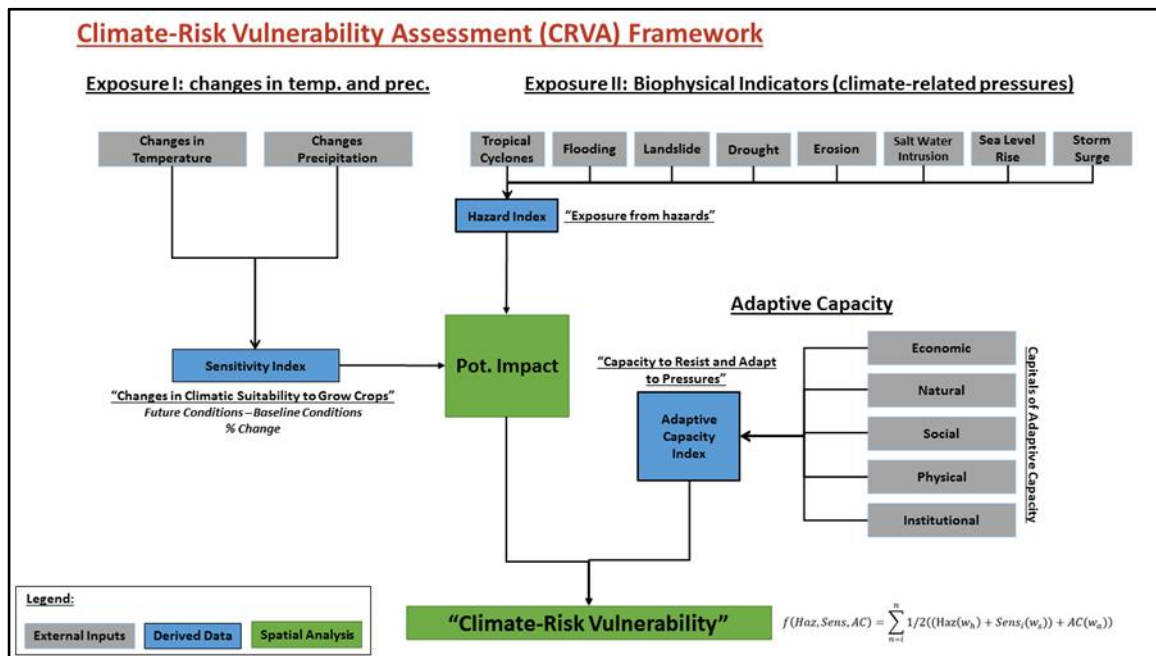 Climate-Risk Vulnerability Assessment (CRVA) Framework
Exposure I: changes in temp. and prec.
Exposure II: Biophysical Indicators (climate-related pressures)
Changes in
Temperature
Changes
Precipitation
Tropical
Cyclones
Flooding
Landslide
Drought
Erosion
Salt Water
Intrusion
Sea Level
Rise
Storm
Surge
Hazard Index
“Exposure from hazards”
Adaptive Capacity
Pot. Impact
Sensitivity Index
“Changes in Climatic Suitability to Grow Crops”
Future Conditions – Baseline Conditions
% Change
“Capacity to Resist and Adapt
to Pressures”
Adaptive
Capacity
Index
Economic
Natural
Social
Physical
Institutional
Capitals of Adaptive Capacity
Legend:
External Inputs
Derived Data
Spatial Analysis
“Climate-Risk Vulnerability”
f(Haz, Sens, AC) = ∑ n n=i 1/2((Haz(wₕ) + Sensᵢ(wₛ)) + AC(wₐ))